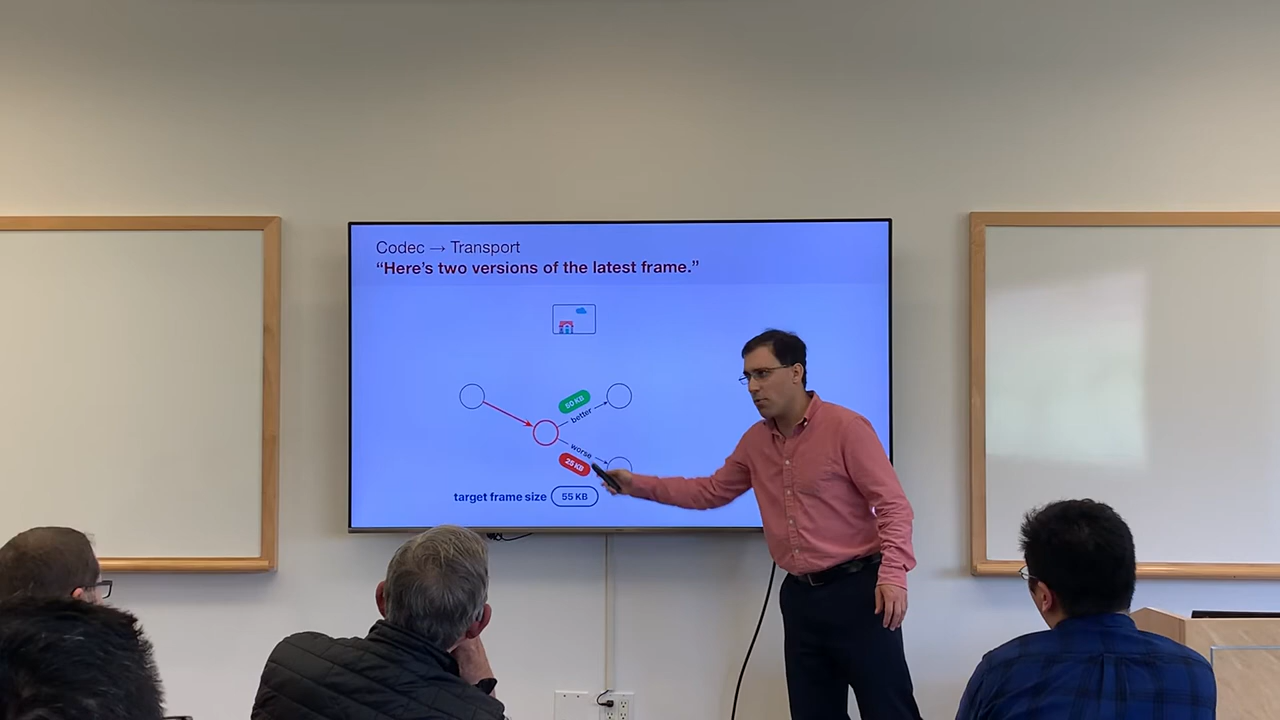 Codec → Transport
“Here’s two versions of the latest frame.”
50 KB
better
worse
25 KB
target frame size 55 KB